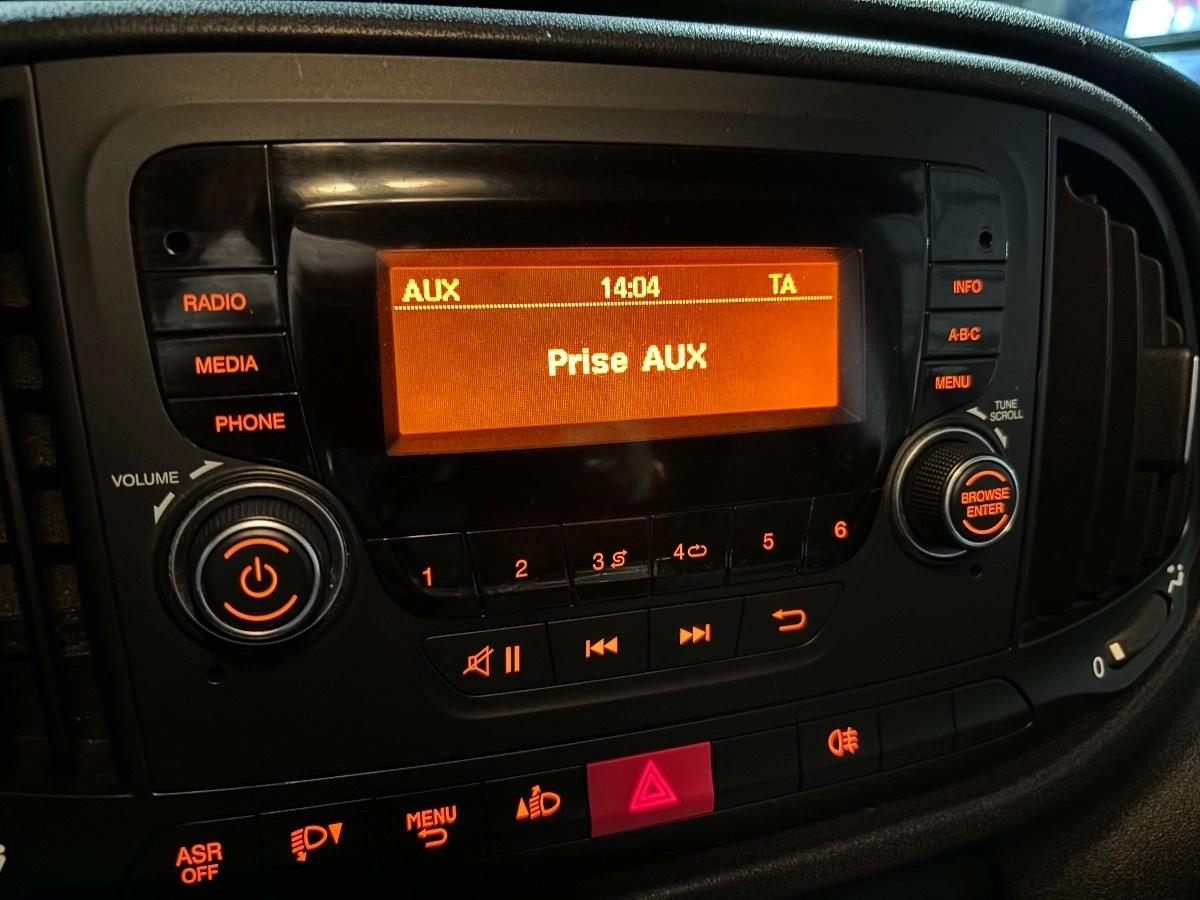 AUX 14:04 TA
Prise AUX
RADIO
MEDIA
PHONE
VOLUME
INFO
A·B·C
MENU
TUNE
SCROLL
BROWSE
ENTER
1 2 3 4 5 6
MENU
ASR
OFF
0